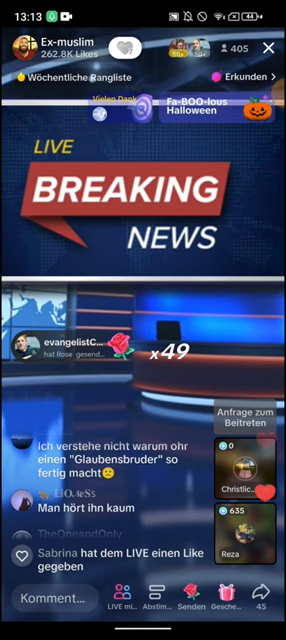 13:13
44
Ex-muslim
262.8K Likes
405
Wöchentliche Rangliste
Erkunden >
Vielen Dank
Fa-BOO-lous
Halloween
LIVE
BREAKING
NEWS
evangelistC...
hat Rose gesend...
x49
Anfrage zum
Beitreten
0
Christlic...
635
Reza
Ich verstehe nicht warum ohr
einen "Glaubensbruder" so
fertig macht
LIOMeSs
Man hört ihn kaum
TheOneandOnly
Sabrina hat dem LIVE einen Like
gegeben
Komment...
LIVE mi...
Abstim...
Senden
Gesche...
45